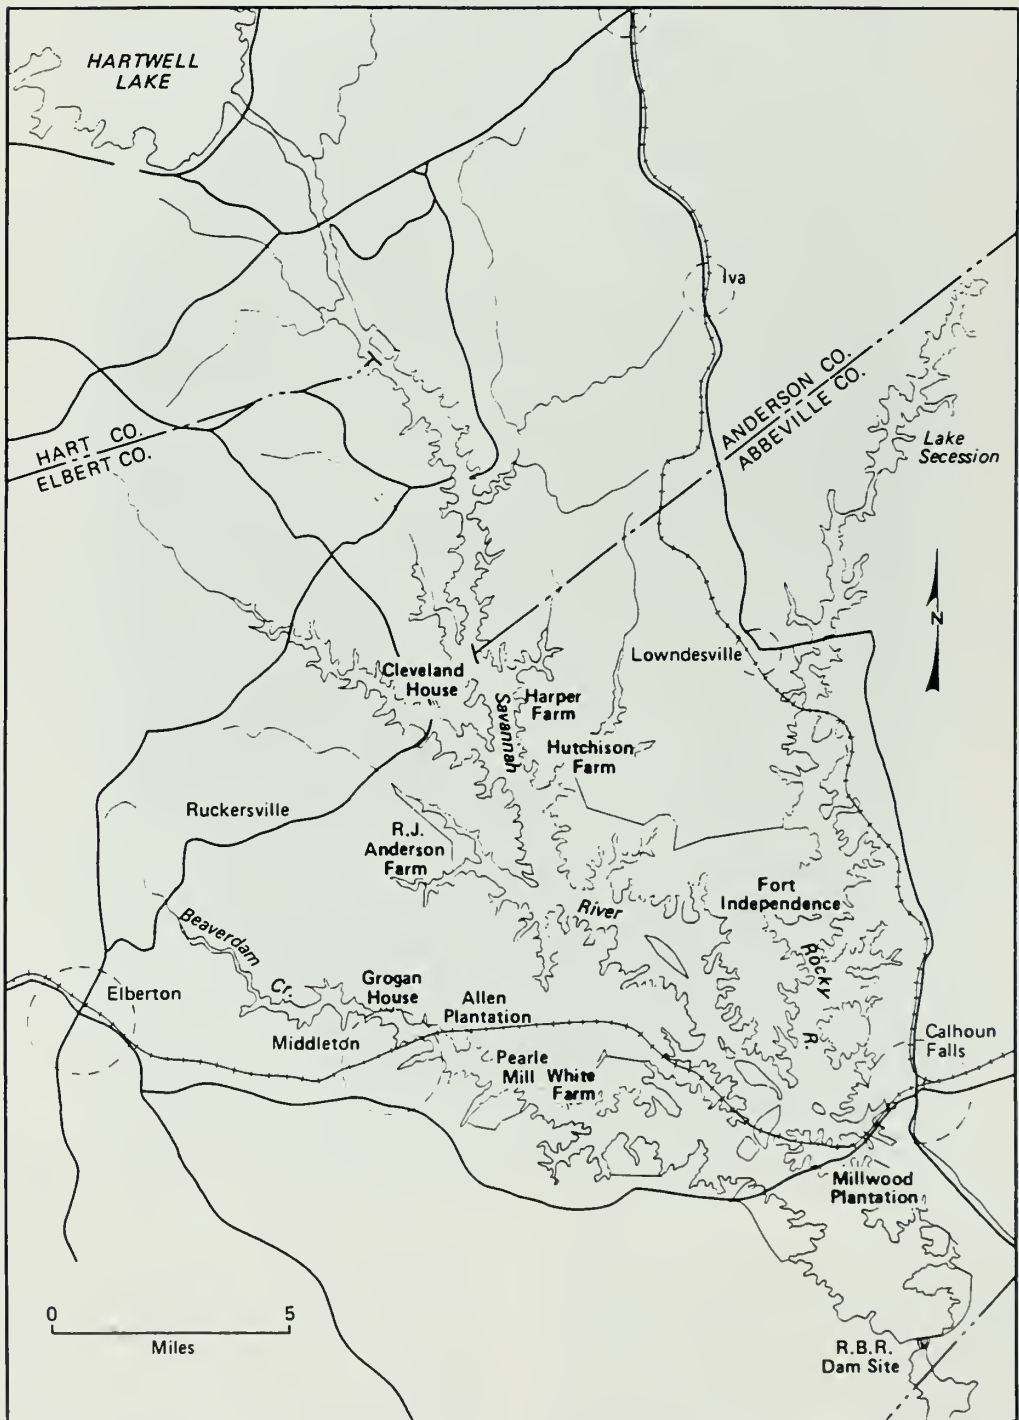 HARTWELL
LAKE
Iva
ANDERSON CO.
ABBEVILLE CO.
HART CO.
ELBERT CO.
Lake
Secession
N
Lowndesville
Cleveland
House
Savannah
Harper
Farm
Hutchison
Farm
Ruckersville
R.J.
Anderson
Farm
River
Fort
Independence
Rocky
R.
Beaverdam
Cr.
Elberton
Grogan
House
Allen
Plantation
Middleton
Calhoun
Falls
Pearle
Mill
White
Farm
Millwood
Plantation
0 5
Miles
R.B.R.
Dam Site